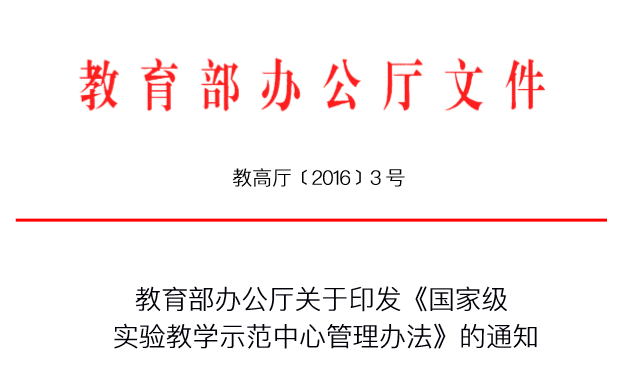 教育部办公厅文件
教高厅〔2016〕3号
教育部办公厅关于印发《国家级
实验教学示范中心管理办法》的通知